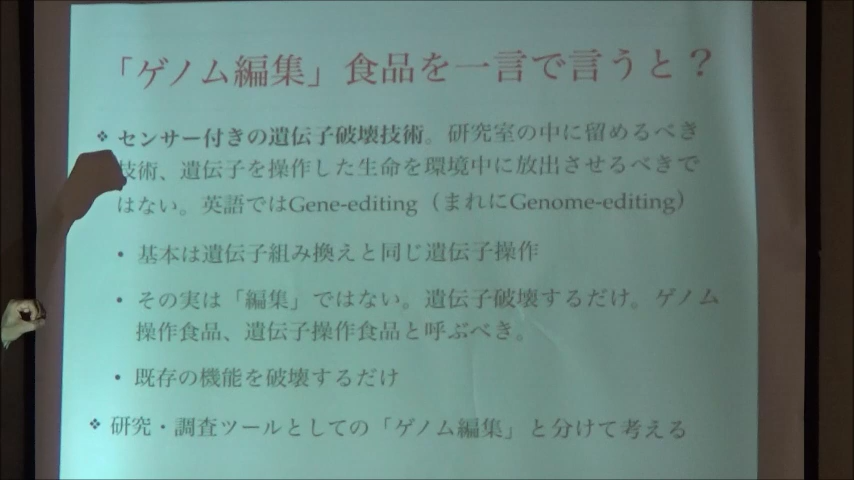 「ゲノム編集」食品を一言で言うと？
❖ センサー付きの遺伝子破壊技術。研究室の中に留めるべき
技術、遺伝子を操作した生命を環境中に放出させるべきで
はない。英語ではGene-editing（まれにGenome-editing）
• 基本は遺伝子組み換えと同じ遺伝子操作
• その実は「編集」ではない。遺伝子破壊するだけ。ゲノム
操作食品、遺伝子操作食品と呼ぶべき。
• 既存の機能を破壊するだけ
❖ 研究・調査ツールとしての「ゲノム編集」と分けて考える